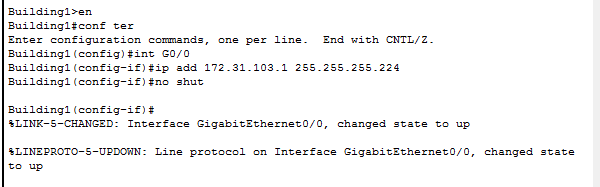 Building1>en
Building1#conf ter
Enter configuration commands, one per line.  End with CNTL/Z.
Building1(config)#int G0/0
Building1(config-if)#ip add 172.31.103.1 255.255.255.224
Building1(config-if)#no shut
Building1(config-if)#
%LINK-5-CHANGED: Interface GigabitEthernet0/0, changed state to up
%LINEPROTO-5-UPDOWN: Line protocol on Interface GigabitEthernet0/0, changed state
to up